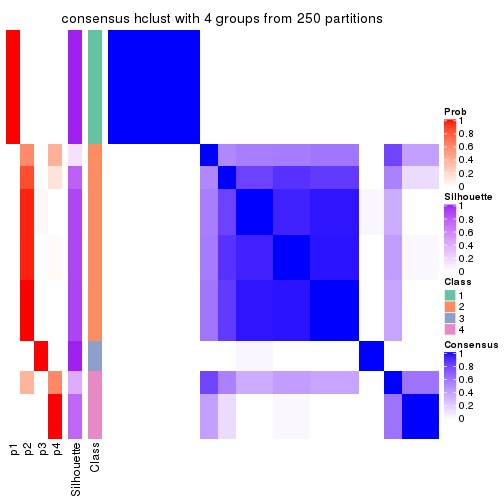 consensus hclust with 4 groups from 250 partitions
Prob
1
0.8
0.6
0.4
0.2
0
Silhouette
1
0.8
0.6
0.4
0.2
0
Class
1
2
3
4
Consensus
1
0.8
0.6
0.4
0.2
0
p1
p2
p3
p4
Silhouette
Class